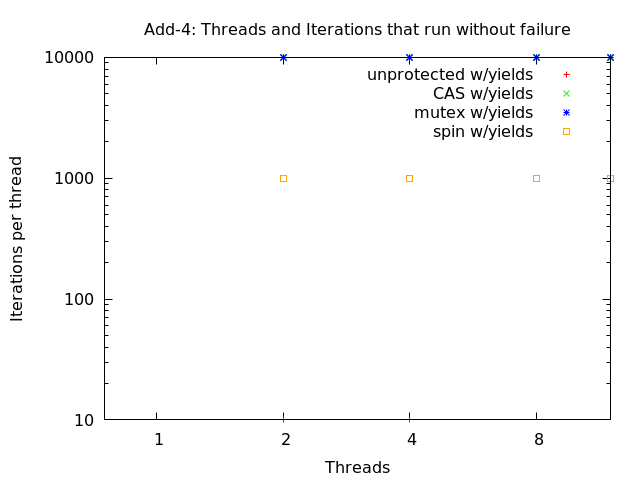 Add-4: Threads and Iterations that run without failure
10000
unprotected w/yields
CAS w/yields
mutex w/yields
spin w/yields
1000
Iterations per thread
100
10
1
2
4
8
Threads